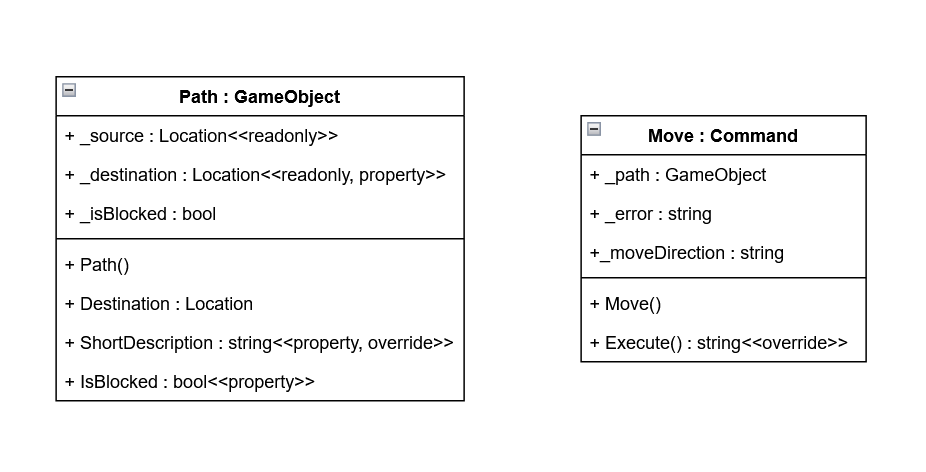 Path : GameObject
+ _source : Location<<readonly>>
+ _destination : Location<<readonly, property>>
+ _isBlocked : bool
+ Path()
+ Destination : Location
+ ShortDescription : string<<property, override>>
+ IsBlocked : bool<<property>>
Move : Command
+ _path : GameObject
+ _error : string
+_moveDirection : string
+ Move()
+ Execute() : string<<override>>